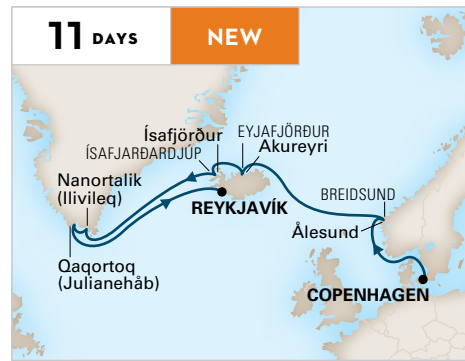 11 DAYS
NEW
Ísafjörður
EYJAFJÖRÐUR
ÍSAFJARÐARDJÚP
Akureyri
Nanortalik
(Illivileq)
REYKJAVÍK
BREIDSUND
Ålesund
Qaqortoq
(Julianehåb)
COPENHAGEN